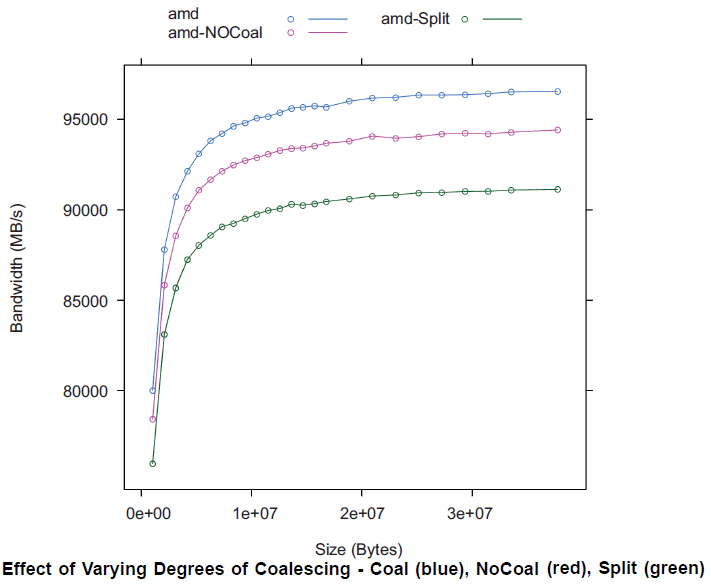 amd
amd-NOCoal
amd-Split
95000
90000
85000
80000
Bandwidth (MB/s)
0e+00 1e+07 2e+07 3e+07
Size (Bytes)
Effect of Varying Degrees of Coalescing - Coal (blue), NoCoal (red), Split (green)